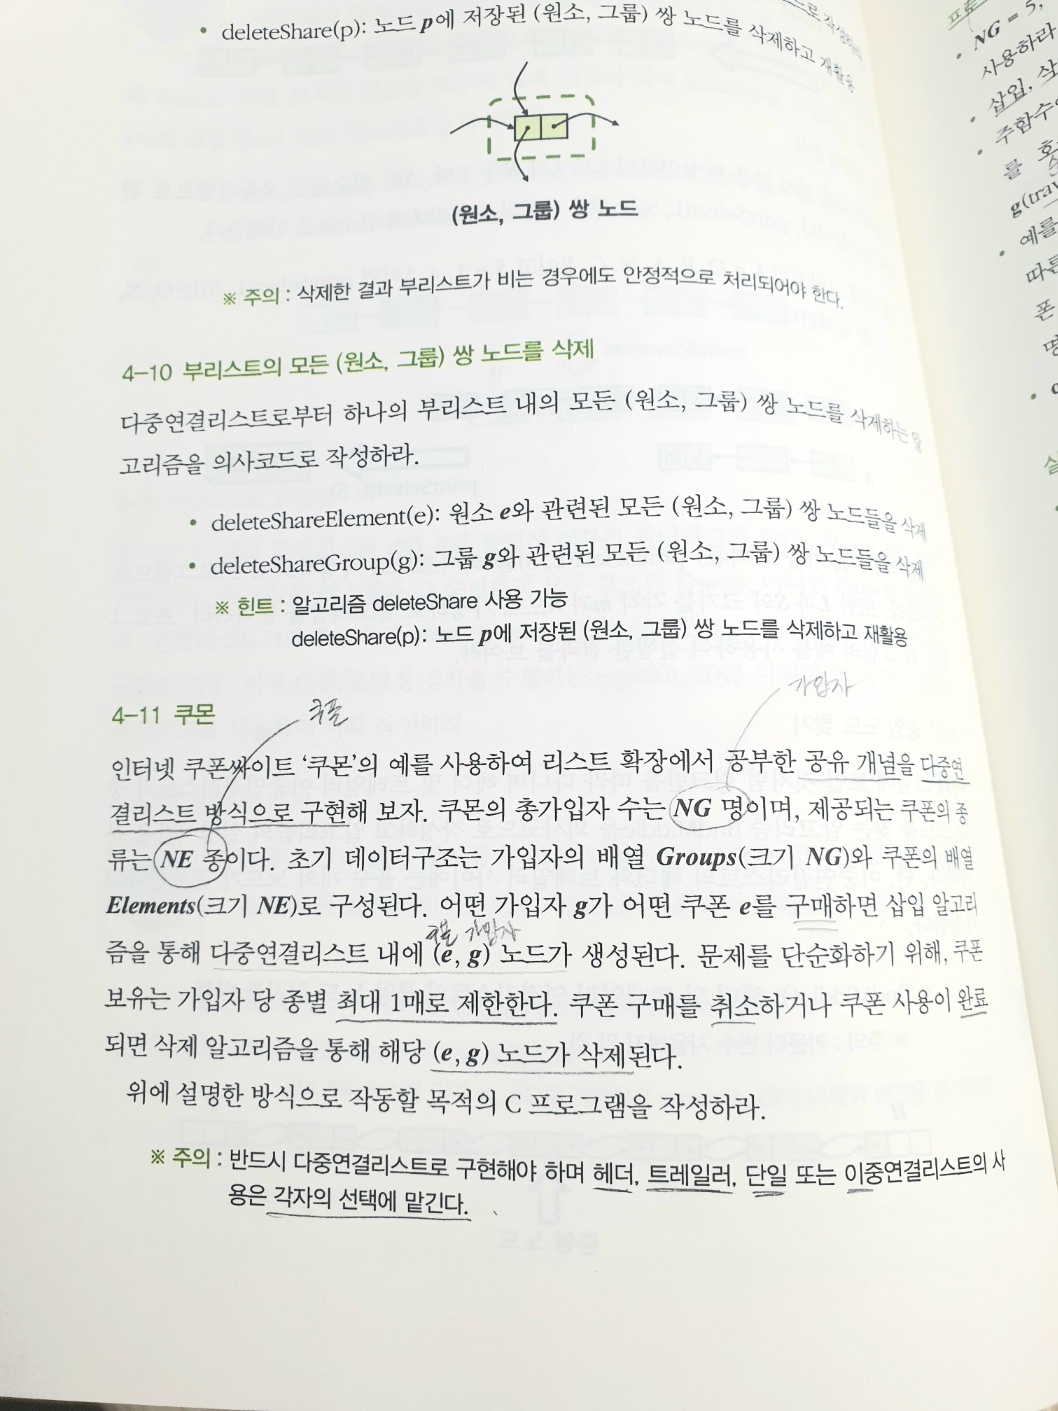 • deleteShare(p): 노드 p에 저장된 (원소, 그룹) 쌍 노드를 삭제하고 재활용
(원소, 그룹) 쌍 노드
※ 주의 : 삭제한 결과 부리스트가 비는 경우에도 안정적으로 처리되어야 한다.
4-10 부리스트의 모든 (원소, 그룹) 쌍 노드를 삭제
다중연결리스트로부터 하나의 부리스트 내의 모든 (원소, 그룹) 쌍 노드를 삭제하는 알
고리즘을 의사코드로 작성하라.
• deleteShareElement(e): 원소 e와 관련된 모든 (원소, 그룹) 쌍 노드들을 삭제
• deleteShareGroup(g): 그룹 g와 관련된 모든 (원소, 그룹) 쌍 노드들을 삭제
※ 힌트 : 알고리즘 deleteShare 사용 가능
deleteShare(p): 노드 p에 저장된 (원소, 그룹) 쌍 노드를 삭제하고 재활용
가입자
4-11 쿠몬
쿠폰
인터넷 쿠폰싸이트 '쿠몬'의 예를 사용하여 리스트 확장에서 공부한 공유 개념을 다중연
결리스트 방식으로 구현해 보자. 쿠몬의 총가입자 수는 NG 명이며, 제공되는 쿠폰의 종
류는 NE 종이다. 초기 데이터구조는 가입자의 배열 Groups(크기 NG)와 쿠폰의 배열
Elements(크기 NE)로 구성된다. 어떤 가입자 g가 어떤 쿠폰 e를 구매하면 삽입 알고리
쿠폰 가입자
즘을 통해 다중연결리스트 내에 (e, g) 노드가 생성된다. 문제를 단순화하기 위해, 쿠폰
보유는 가입자 당 종별 최대 1매로 제한한다. 쿠폰 구매를 취소하거나 쿠폰 사용이 완료
되면 삭제 알고리즘을 통해 해당 (e, g) 노드가 삭제된다.
위에 설명한 방식으로 작동할 목적의 C 프로그램을 작성하라.
※ 주의 : 반드시 다중연결리스트로 구현해야 하며 헤더, 트레일러, 단일 또는 이중연결리스트의 사
용은 각자의 선택에 맡긴다.
• NG = 5,
사용하라
• 삽입, 삭
• 주함수
를 호
g(trav
• 예를
따른
폰